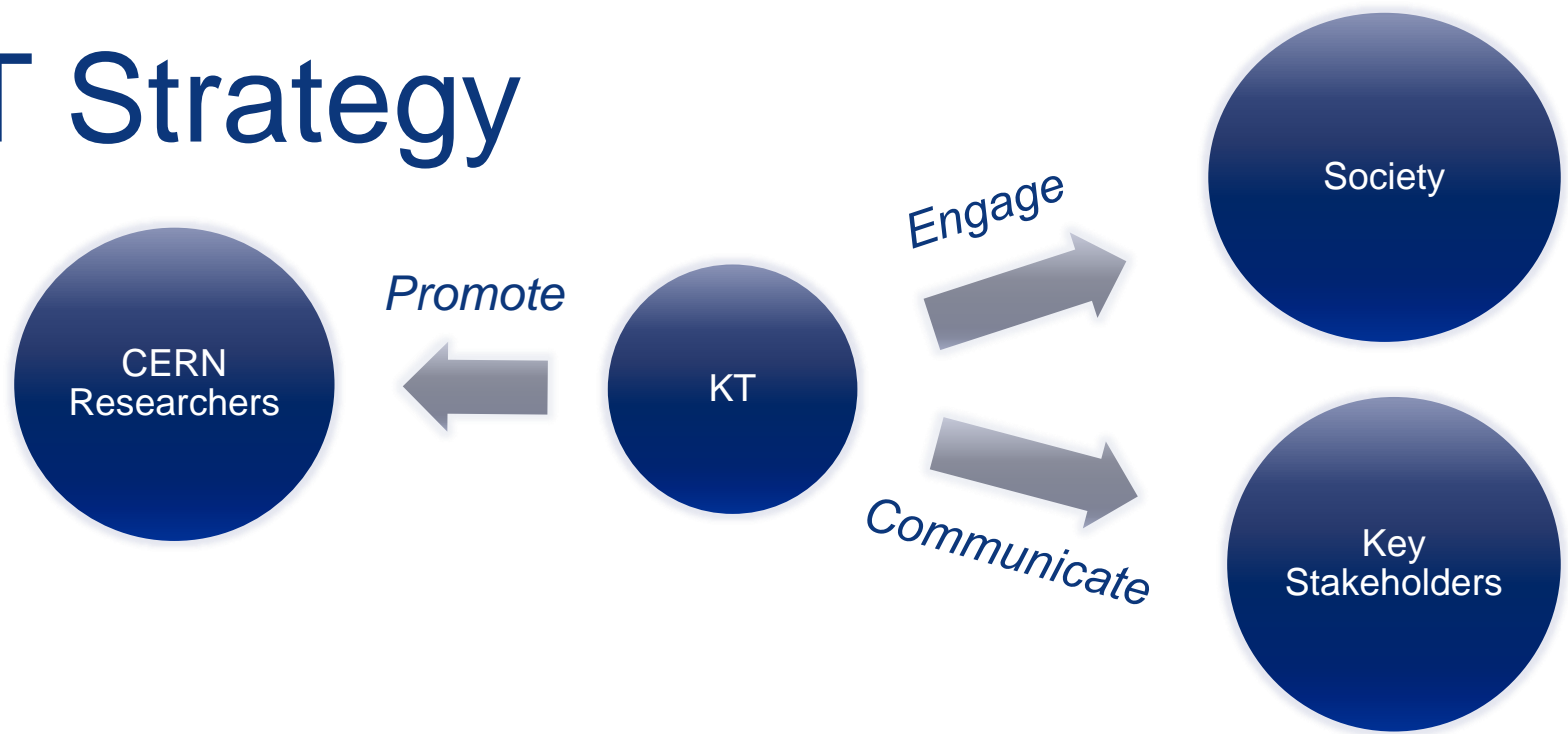 T Strategy
Society
Engage
Promote
CERN
Researchers
KT
Communicate
Key
Stakeholders